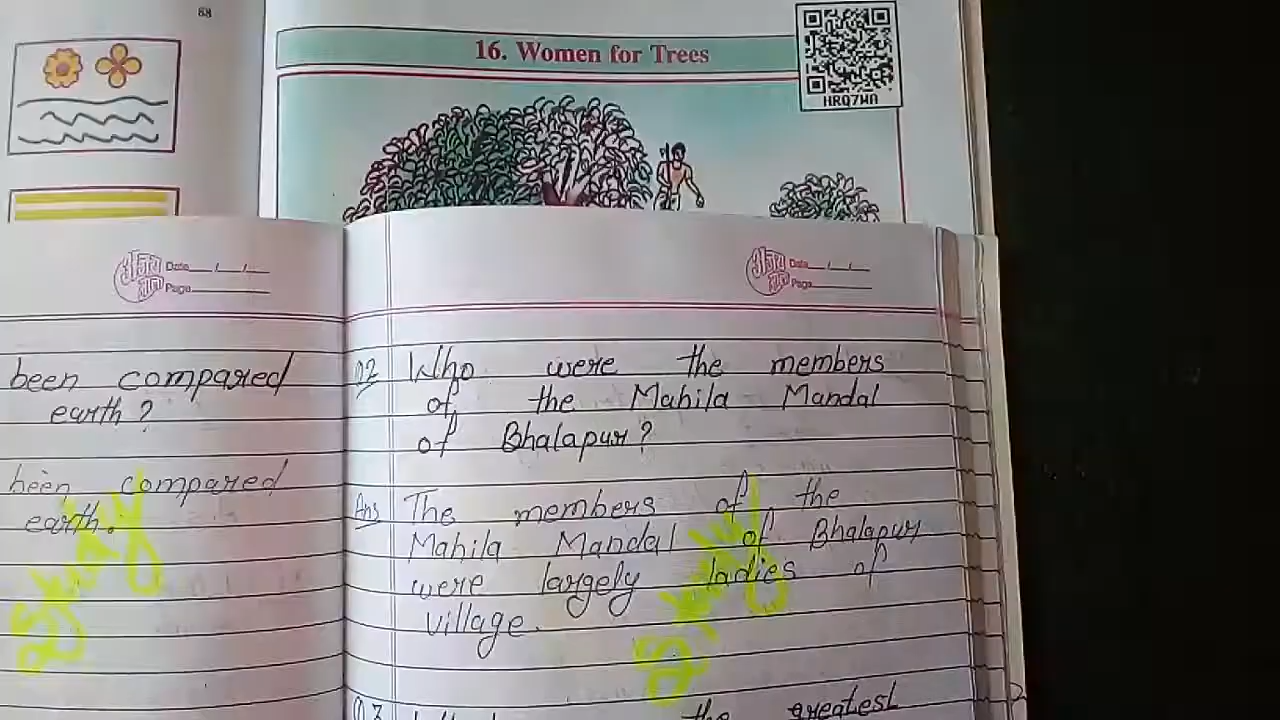 68
16. Women for Trees
HRQ7WA
Date
Page
Date
Page
been compared
earth?
been compared
earth.
Q2 Who were the members
of the Mahila Mandal
of Bhalapur?
Ans The members of the
Mahila Mandal of Bhalapur
were largely ladies of
village.
Q3 the greatest